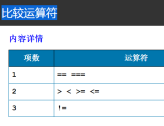 比较运算符
内容详情
项数 运算符
1 == ===
2 > < >= <=
3 !=